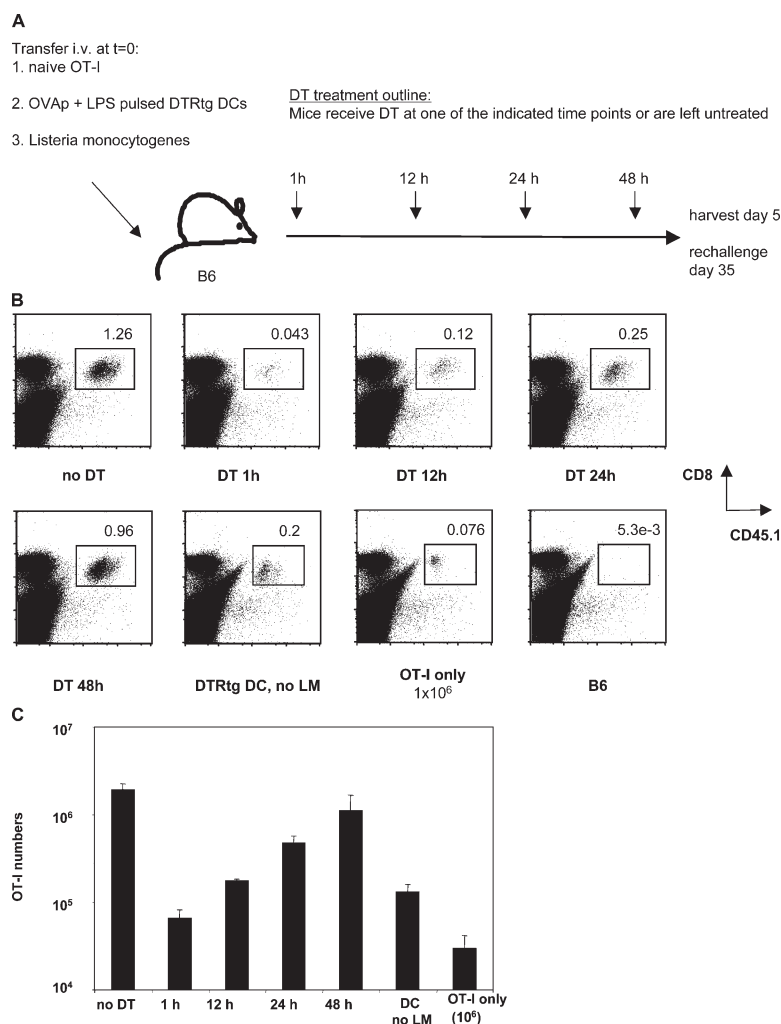 A
Transfer i.v. at t=0:
1. naive OT-I
2. OVAp + LPS pulsed DTRtg DCs
3. Listeria monocytogenes
DT treatment outline:
Mice receive DT at one of the indicated time points or are left untreated
1h 12 h 24 h 48 h
harvest day 5
rechallenge
day 35
B6
B
1.26 0.043 0.12 0.25
no DT DT 1h DT 12h DT 24h
CD8
CD45.1
0.96 0.2 0.076 5.3e-3
DT 48h DTRtg DC, no LM OT-I only B6
1x10⁶
C
OT-I numbers
10⁷
10⁶
10⁵
10⁴
no DT 1 h 12 h 24 h 48 h DC OT-I only
no LM (10⁶)